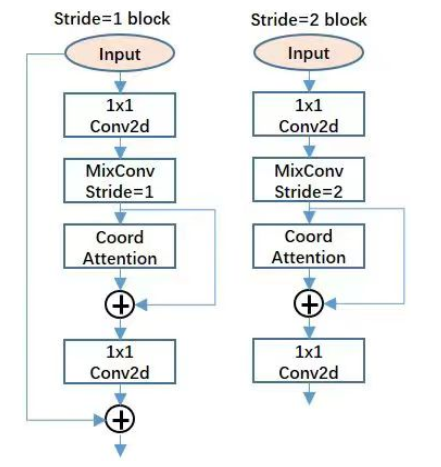 Stride=1 block
Input
1x1
Conv2d
MixConv
Stride=1
Coord
Attention
+
1x1
Conv2d
+
Stride=2 block
Input
1x1
Conv2d
MixConv
Stride=2
Coord
Attention
+
1x1
Conv2d